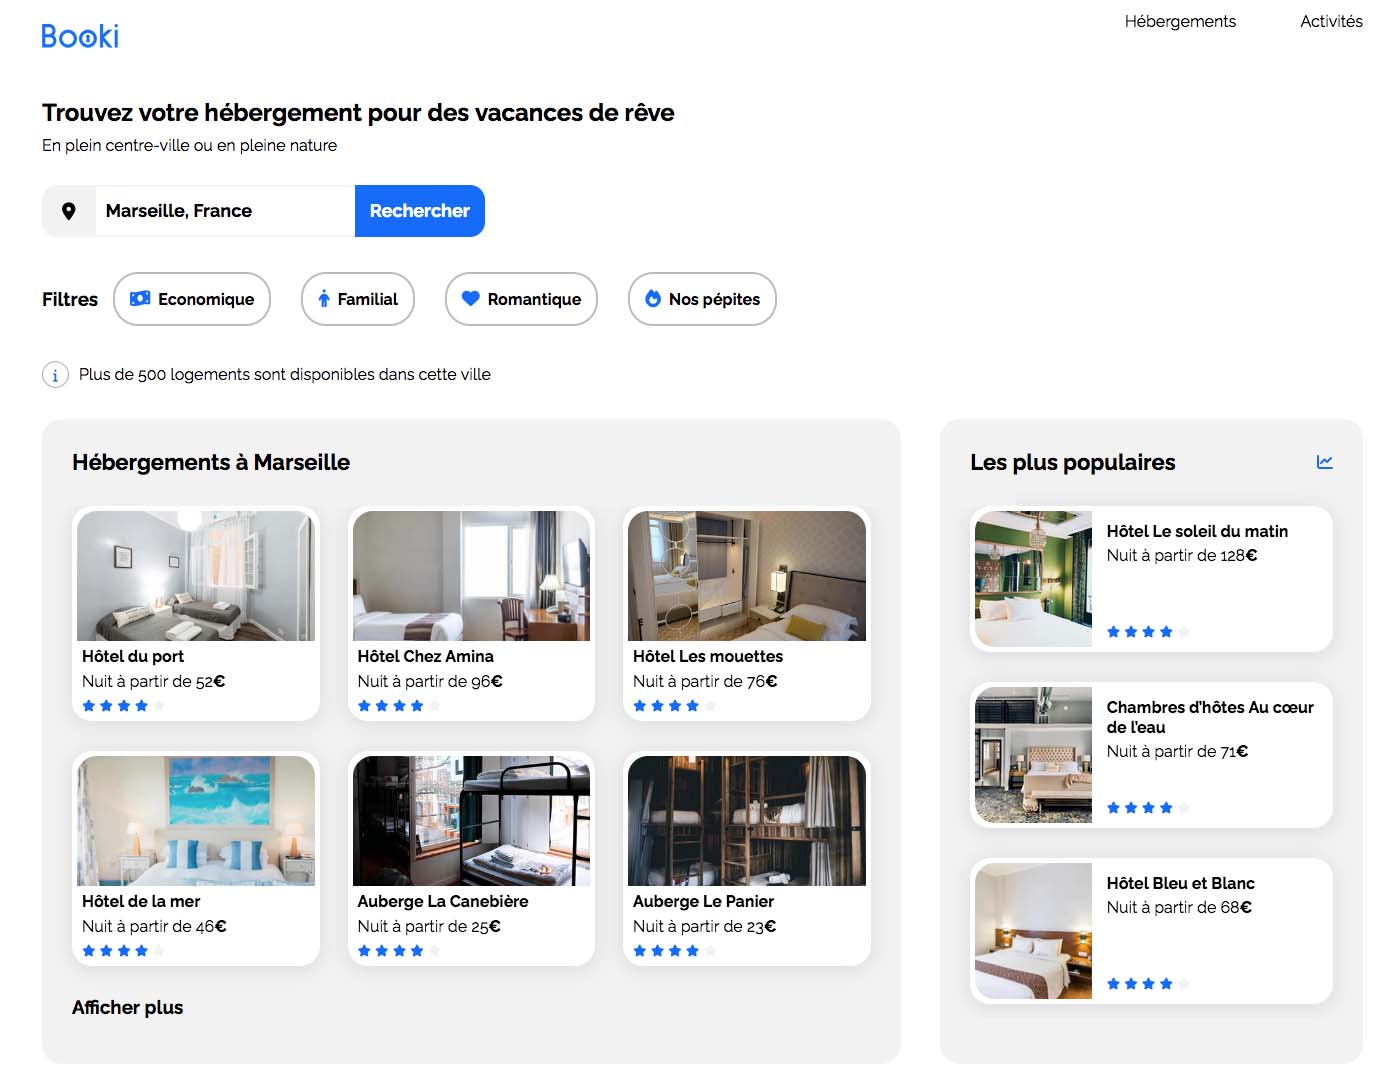 Booki
Hébergements
Activités
Trouvez votre hébergement pour des vacances de rêve
En plein centre-ville ou en pleine nature
Marseille, France
Rechercher
Filtres
Economique
Familial
Romantique
Nos pépites
i
Plus de 500 logements sont disponibles dans cette ville
Hébergements à Marseille
Hôtel du port
Nuit à partir de 52€
Hôtel Chez Amina
Nuit à partir de 96€
Hôtel Les mouettes
Nuit à partir de 76€
Hôtel de la mer
Nuit à partir de 46€
Auberge La Canebière
Nuit à partir de 25€
Auberge Le Panier
Nuit à partir de 23€
Afficher plus
Les plus populaires
Hôtel Le soleil du matin
Nuit à partir de 128€
Chambres d'hôtes Au cœur
de l'eau
Nuit à partir de 71€
Hôtel Bleu et Blanc
Nuit à partir de 68€